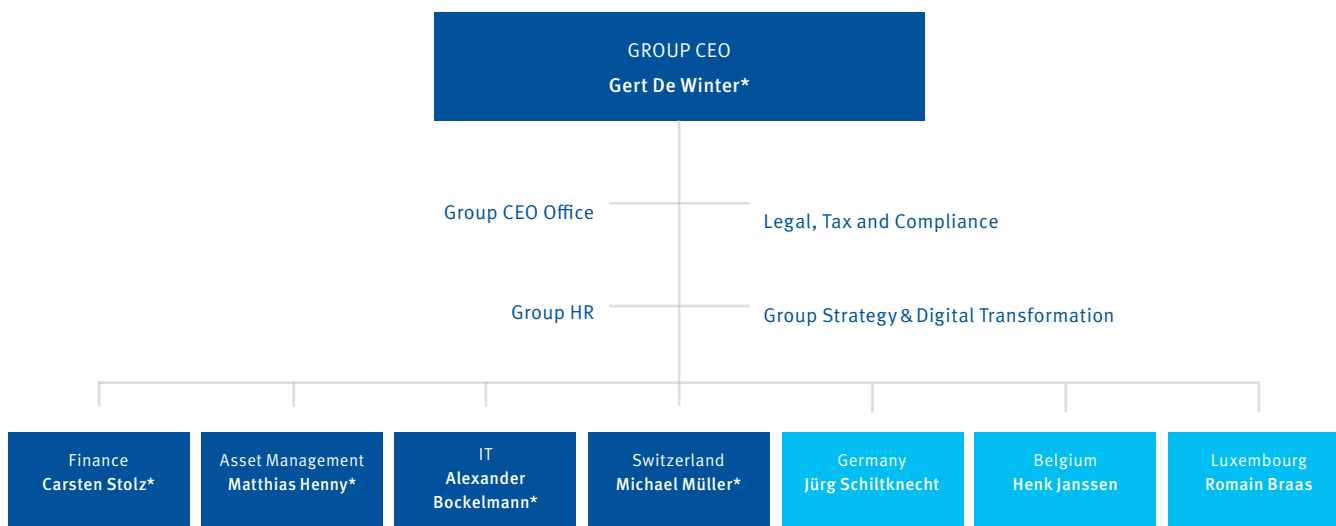 GROUP CEO
Gert De Winter*
Group CEO Office
Legal, Tax and Compliance
Group HR
Group Strategy & Digital Transformation
Finance
Carsten Stolz*
Asset Management
Matthias Henny*
IT
Alexander
Bockelmann*
Switzerland
Michael Müller*
Germany
Jürg Schiltknecht
Belgium
Henk Janssen
Luxembourg
Romain Braas